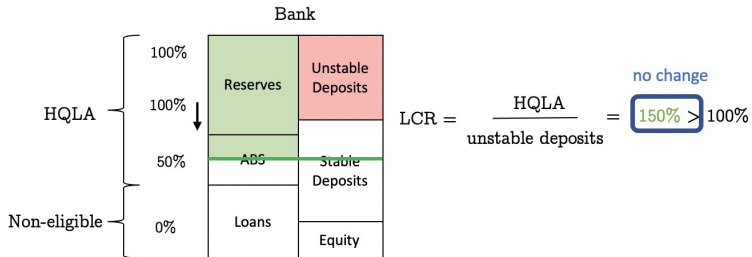 Bank
100%
100%
50%
0%
HQLA
Non-eligible
Reserves
ABS
Loans
Unstable
Deposits
Stable
Deposits
Equity
no change
LCR = HQLA / unstable deposits = 150% > 100%